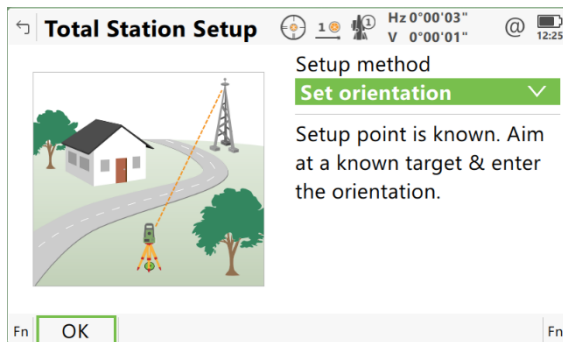 Total Station Setup
1
1
Hz 0°00'03"
V 0°00'01"
@
12:25
Setup method
Set orientation
Setup point is known. Aim
at a known target & enter
the orientation.
Fn OK Fn